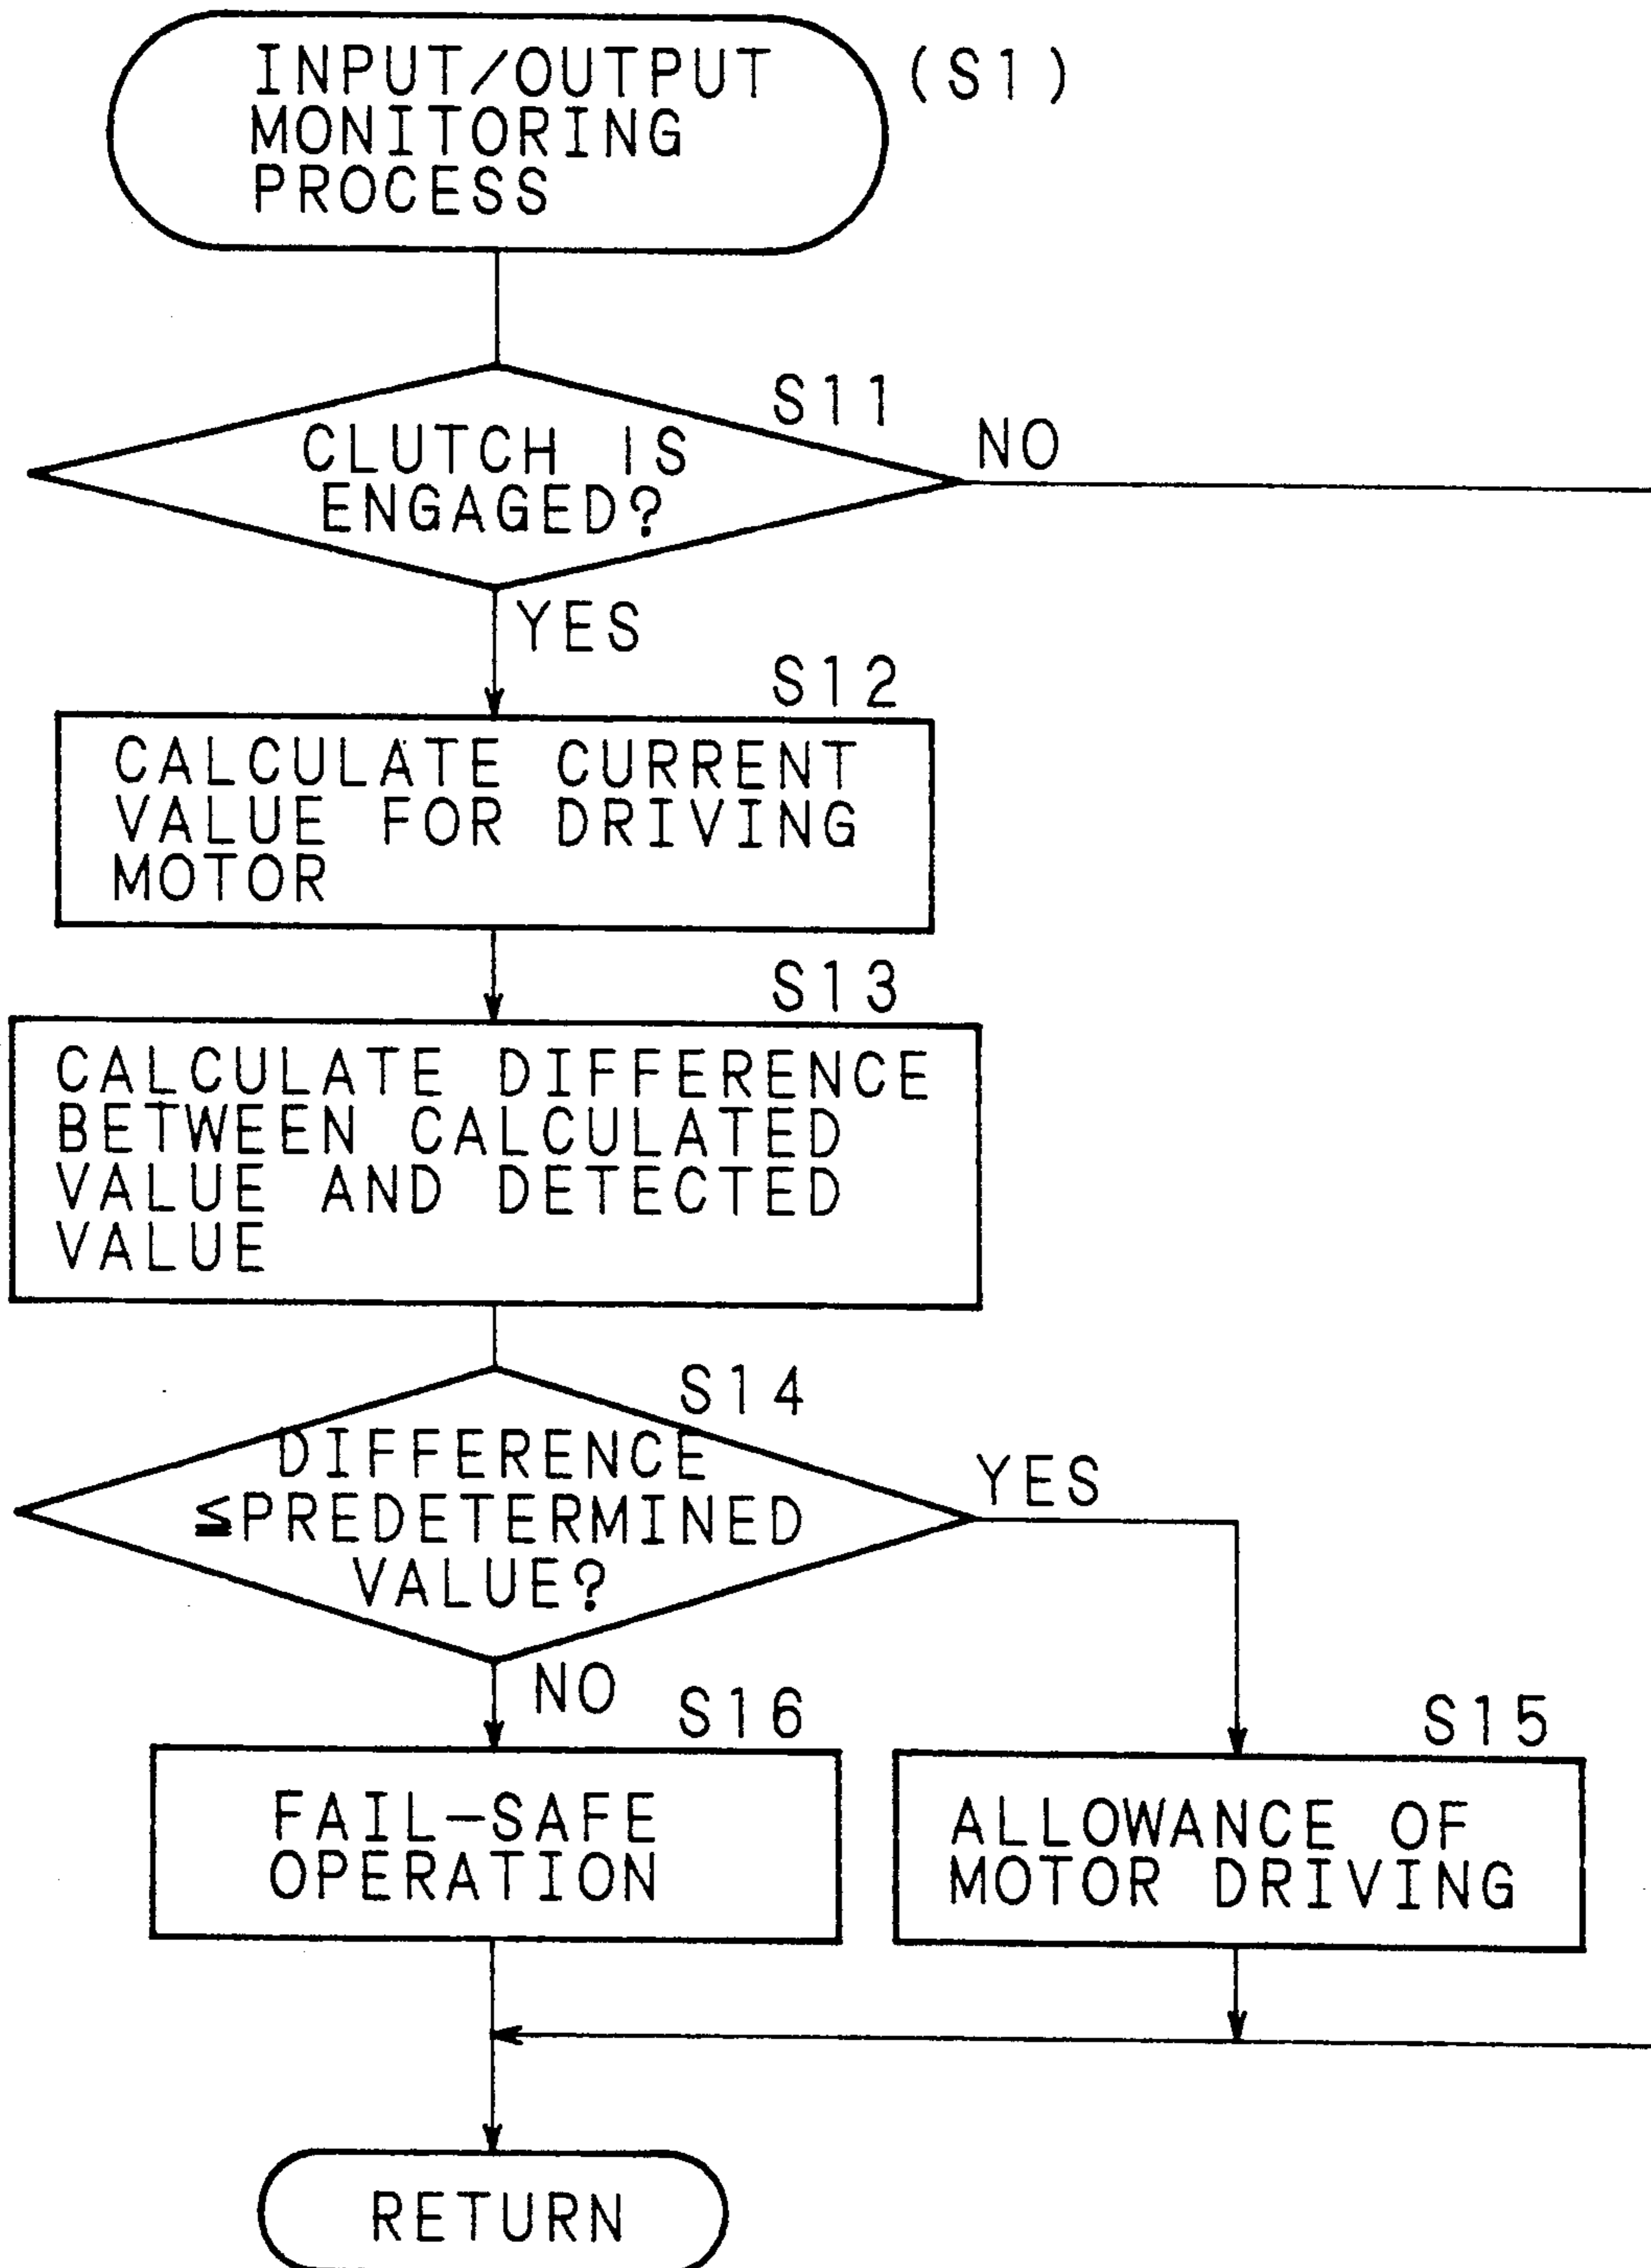 INPUT/OUTPUT
MONITORING
PROCESS
(S1)
S11
CLUTCH IS
ENGAGED?
NO
YES
S12
CALCULATE CURRENT
VALUE FOR DRIVING
MOTOR
S13
CALCULATE DIFFERENCE
BETWEEN CALCULATED
VALUE AND DETECTED
VALUE
S14
DIFFERENCE
≦PREDETERMINED
VALUE?
YES
NO
S16
FAIL-SAFE
OPERATION
S15
ALLOWANCE OF
MOTOR DRIVING
RETURN